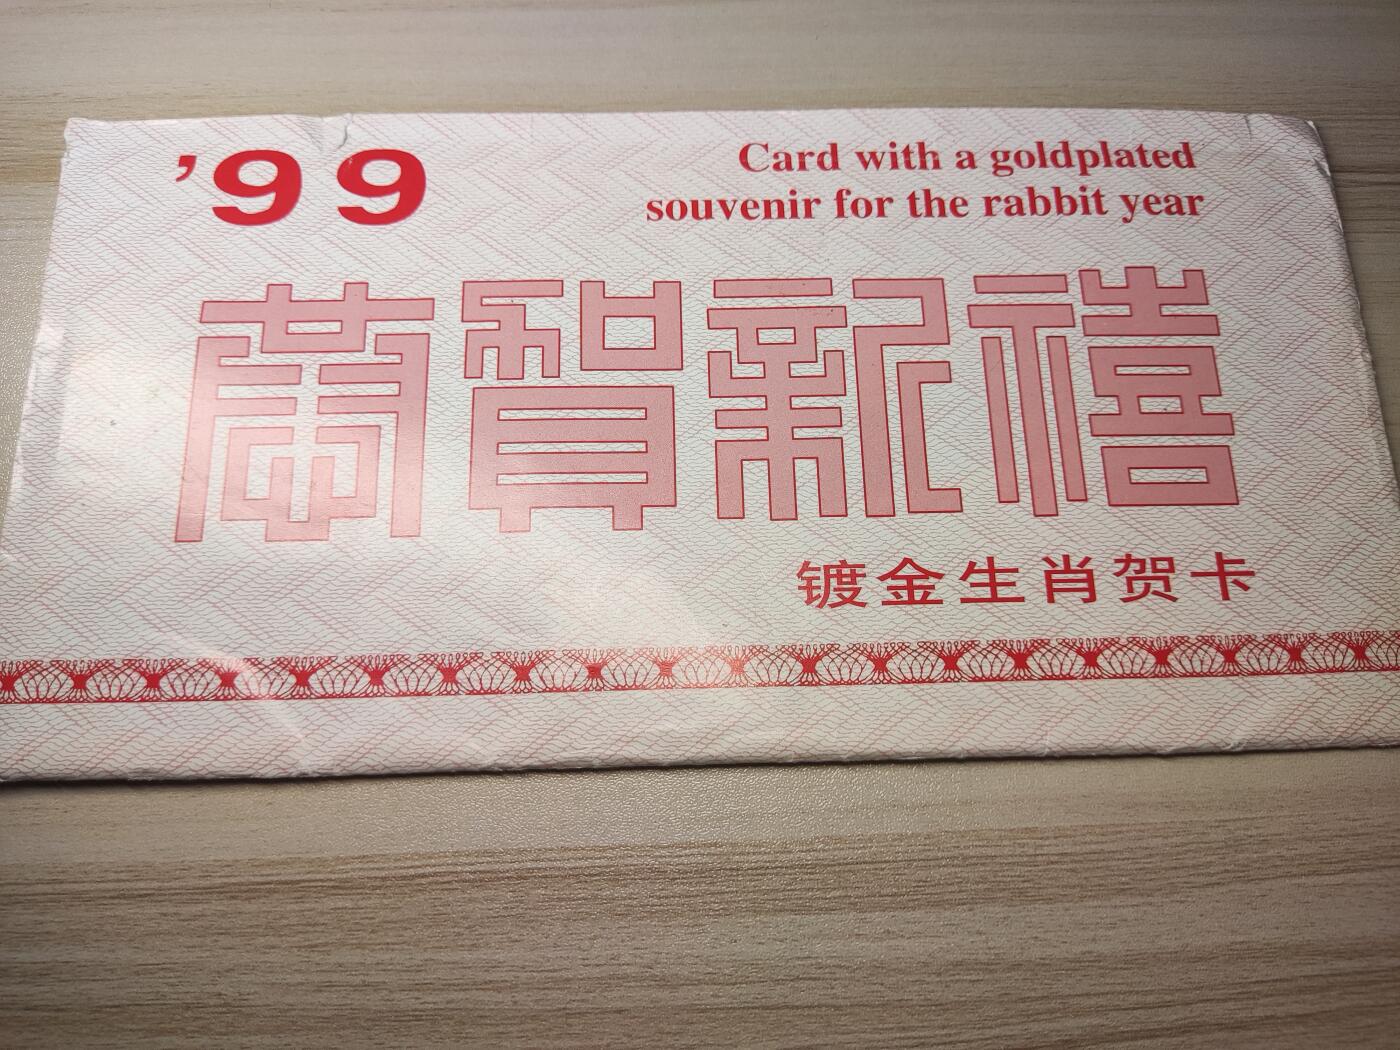 ’99
Card with a goldplated
souvenir for the rabbit year
恭賀新禧
镀金生肖贺卡